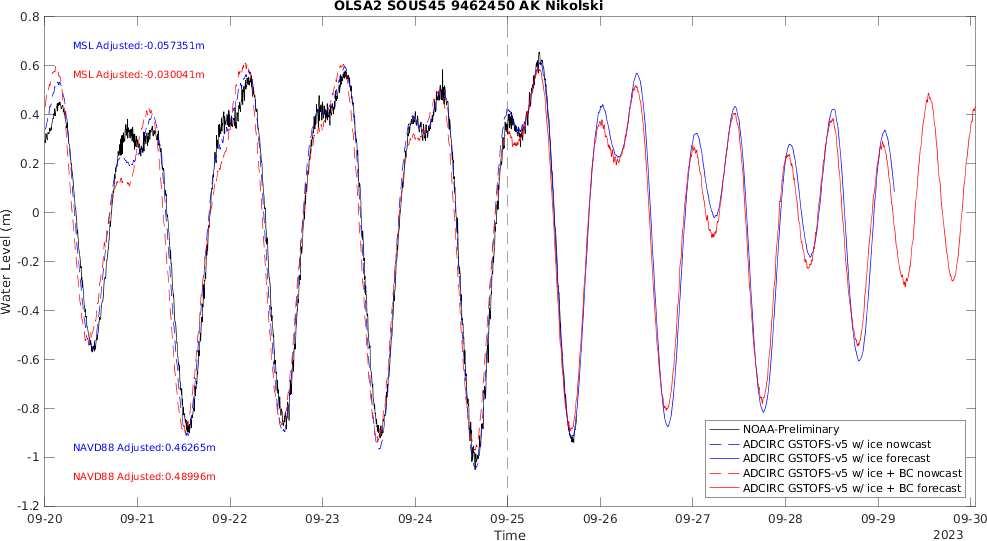 OLSA2 SOUS45 9462450 AK Nikolski
0.8
0.6
0.4
0.2
0
-0.2
-0.4
-0.6
-0.8
-1
-1.2
Water Level (m)
MSL Adjusted:-0.057351m
MSL Adjusted:-0.030041m
NAVD88 Adjusted:0.46265m
NAVD88 Adjusted:0.48996m
NOAA-Preliminary
ADCIRC GSTOFS-v5 w/ ice nowcast
ADCIRC GSTOFS-v5 w/ ice forecast
ADCIRC GSTOFS-v5 w/ ice + BC nowcast
ADCIRC GSTOFS-v5 w/ ice + BC forecast
09-20 09-21 09-22 09-23 09-24 09-25 09-26 09-27 09-28 09-29 09-30
Time
2023